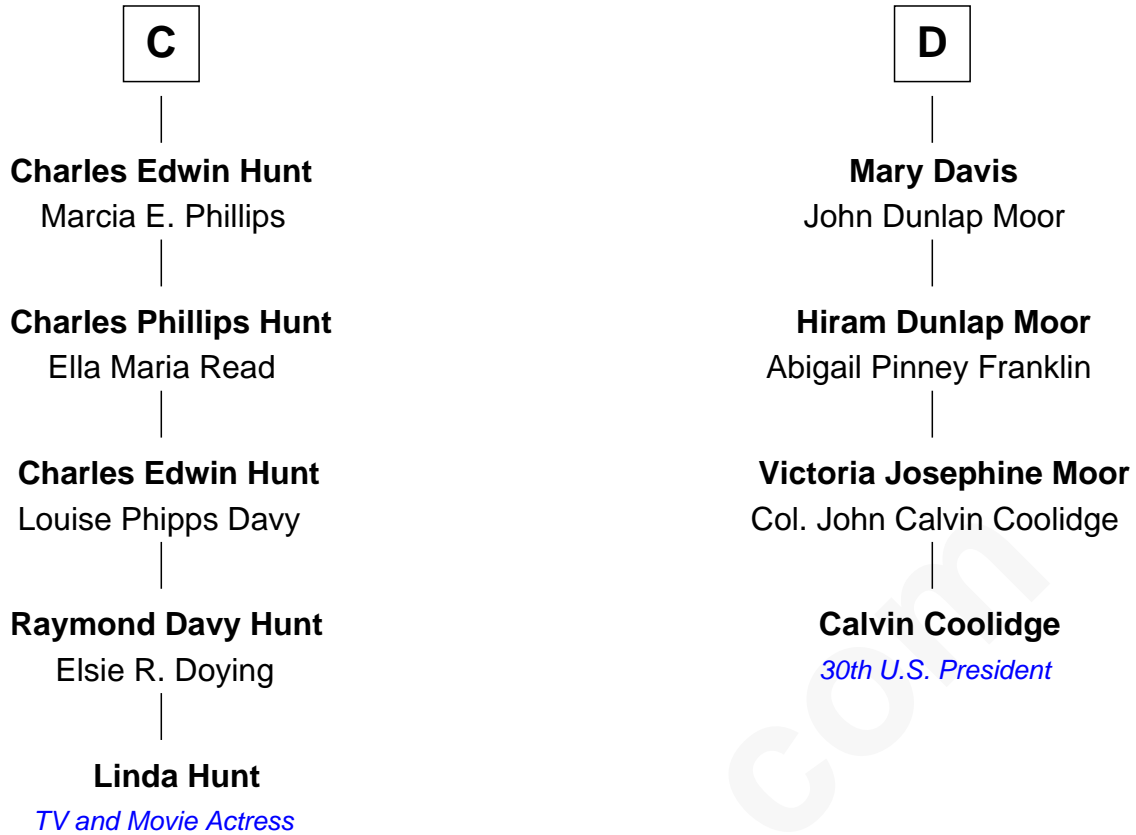 C
Charles Edwin Hunt
Marcia E. Phillips
Charles Phillips Hunt
Ella Maria Read
Charles Edwin Hunt
Louise Phipps Davy
Raymond Davy Hunt
Elsie R. Doying
Linda Hunt
TV and Movie Actress
D
Mary Davis
John Dunlap Moor
Hiram Dunlap Moor
Abigail Pinney Franklin
Victoria Josephine Moor
Col. John Calvin Coolidge
Calvin Coolidge
30th U.S. President
com